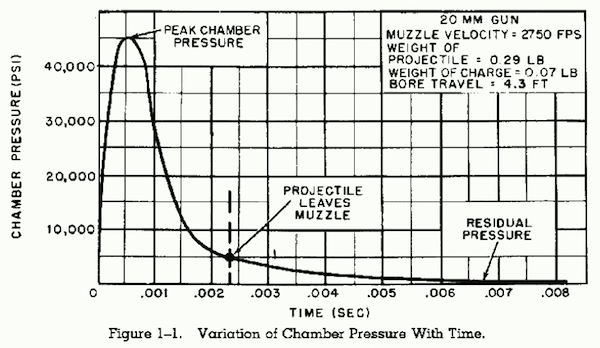 PEAK CHAMBER
PRESSURE
20 MM GUN
MUZZLE VELOCITY = 2750 FPS
WEIGHT OF
PROJECTILE = 0.29 LB
WEIGHT OF CHARGE = 0.07 LB
BORE TRAVEL = 4.3 FT
CHAMBER PRESSURE (PSI)
40,000
30,000
20,000
10,000
PROJECTILE
LEAVES
MUZZLE
RESIDUAL
PRESSURE
0 .001 .002 .003 .004 .005 .006 .007 .008
TIME (SEC)
Figure 1–1. Variation of Chamber Pressure With Time.